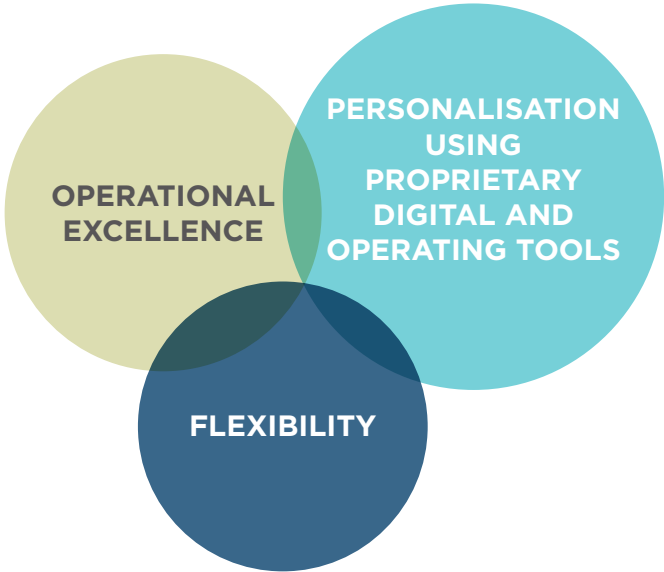 OPERATIONAL
EXCELLENCE
PERSONALISATION
USING
PROPRIETARY
DIGITAL AND
OPERATING TOOLS
FLEXIBILITY